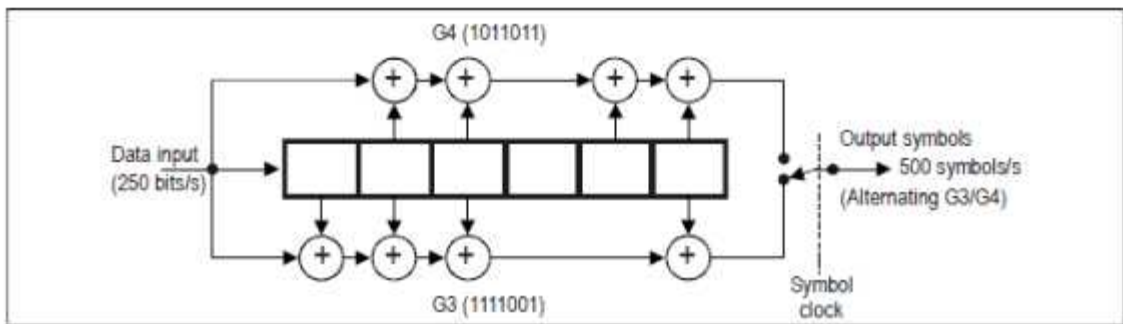 G4 (1011011)
+ + + +
Data input
(250 bits/s)
Output symbols
500 symbols/s
(Alternating G3/G4)
+ + + +
G3 (1111001)
Symbol
clock